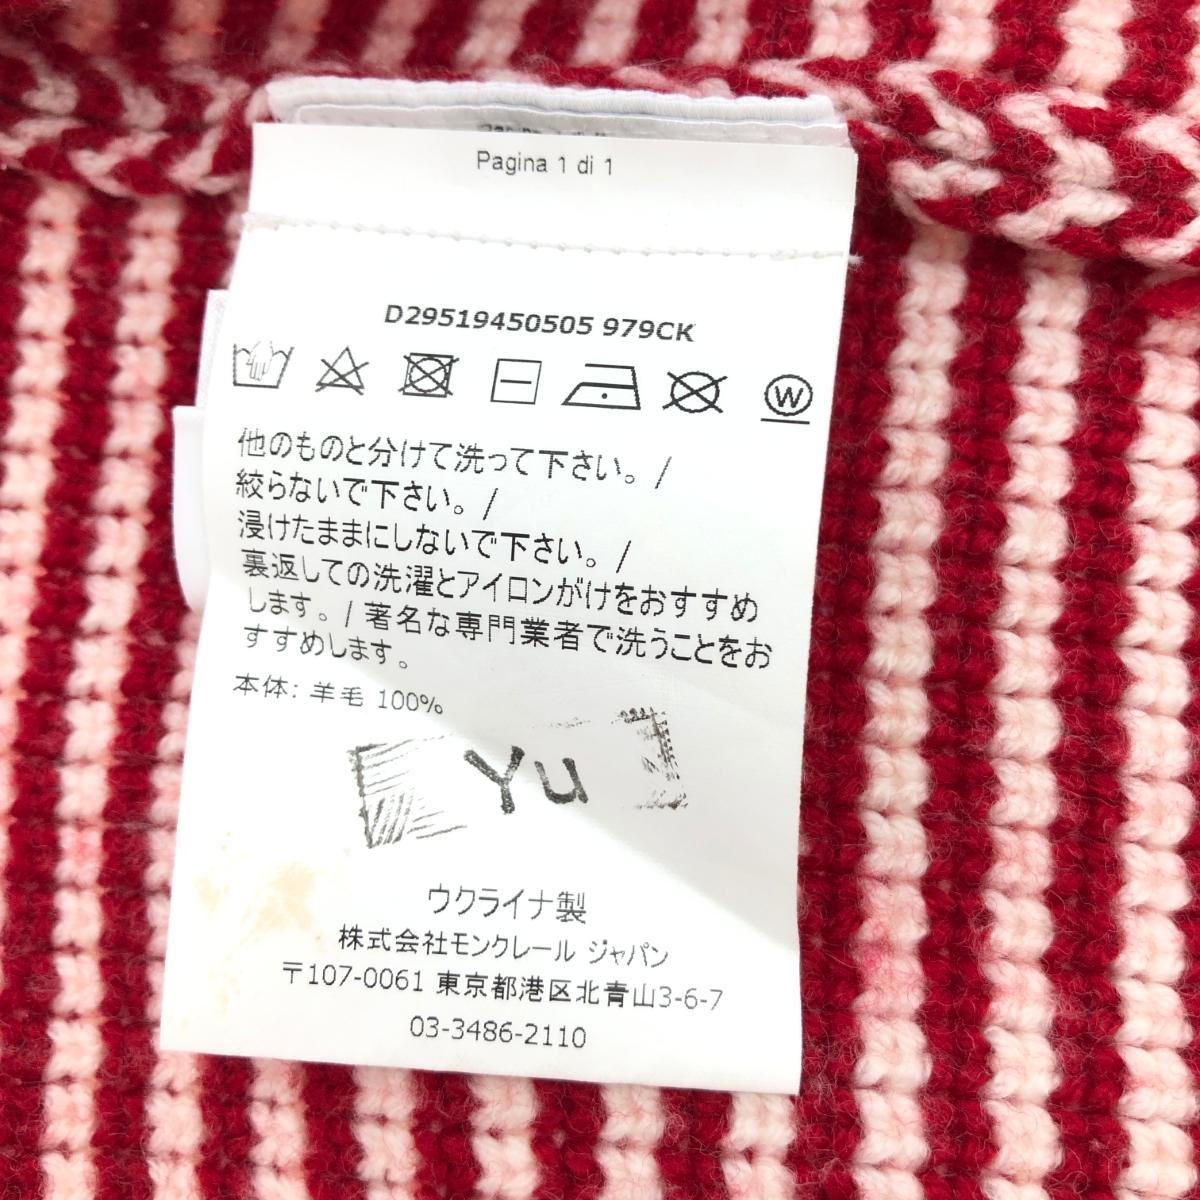 Pagina 1 di 1
D29519450505 979CK
W
他のものと分けて洗って下さい。/
絞らないで下さい。/
浸けたままにしないで下さい。/
裏返しての洗濯とアイロンがけをおすすめ
します。/ 著名な専門業者で洗うことをお
すすめします。
本体: 羊毛 100%
Yu
ウクライナ製
株式会社モンクレール ジャパン
〒107-0061 東京都港区北青山3-6-7
03-3486-2110